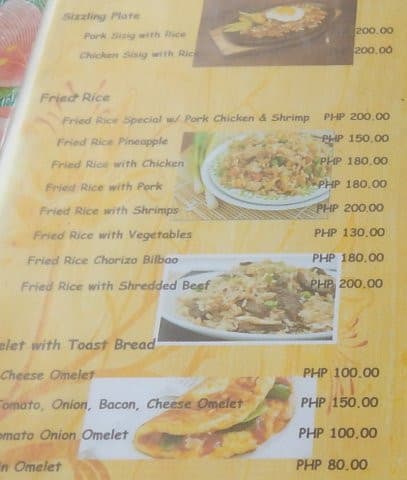 Sizzling Plate
Pork Sisig with Rice 200.00
Chicken Sisig with Rice 200.00
Fried Rice
Fried Rice Special w/ Pork Chicken & Shrimp PHP 200.00
Fried Rice Pineapple PHP 150.00
Fried Rice with Chicken PHP 180.00
Fried Rice with Pork PHP 180.00
Fried Rice with Shrimps PHP 200.00
Fried Rice with Vegetables PHP 130.00
Fried Rice Chorizo Bilbao PHP 180.00
Fried Rice with Shredded Beef PHP 200.00
elet with Toast Bread
Cheese Omelet PHP 100.00
Tomato, Onion, Bacon, Cheese Omelet PHP 150.00
omato Onion Omelet PHP 100.00
in Omelet PHP 80.00